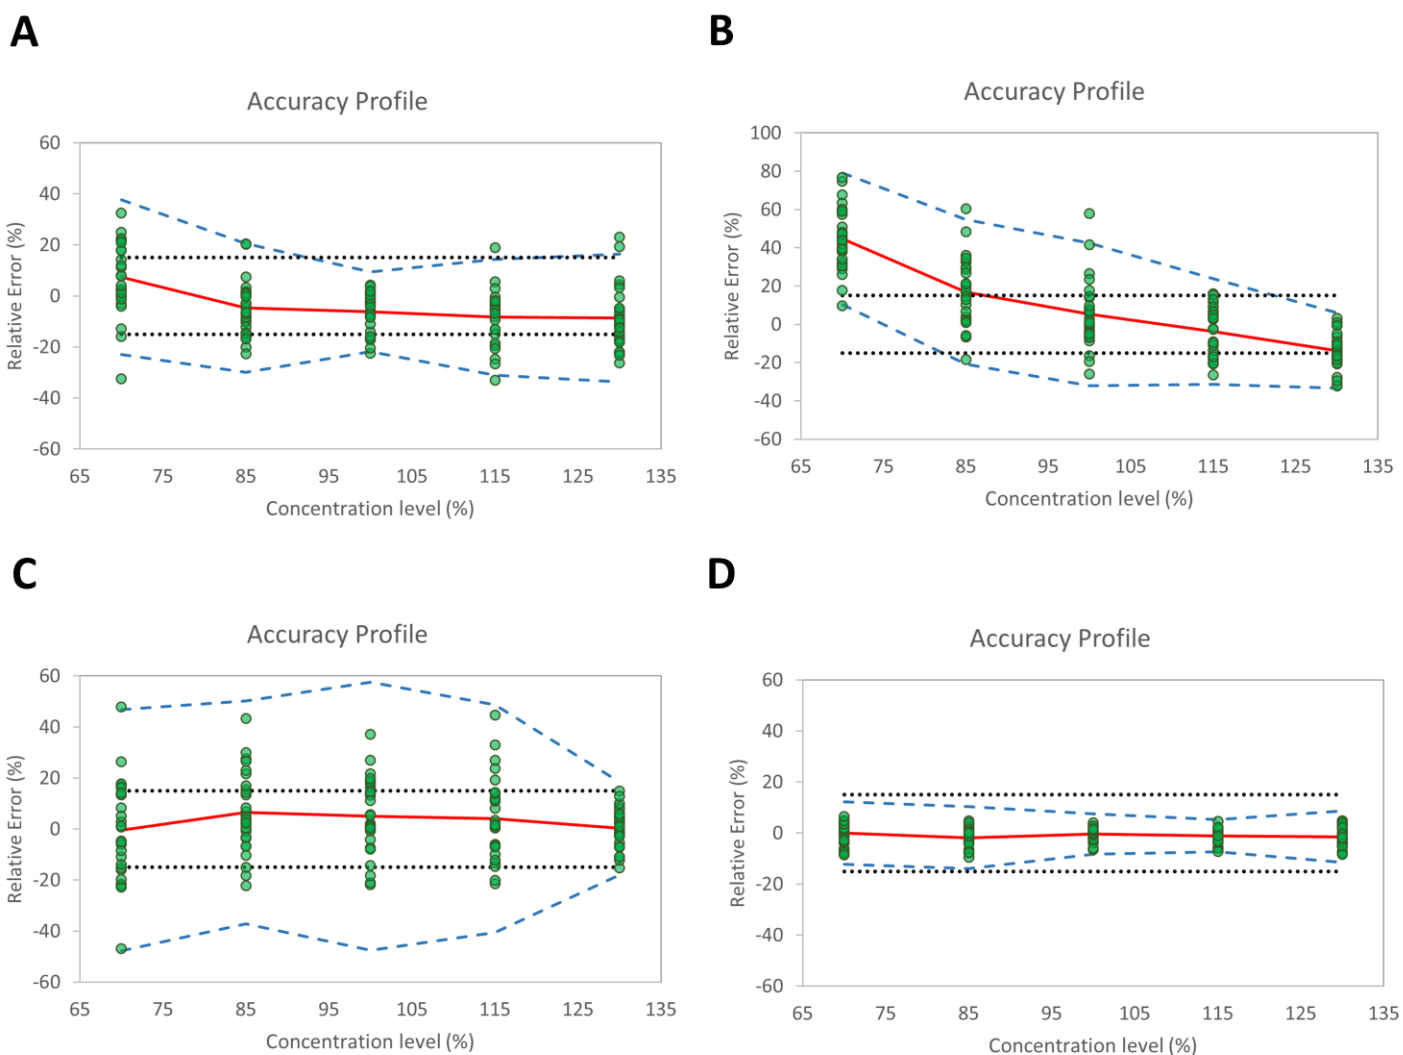 A
Accuracy Profile
60
40
20
0
-20
-40
-60
Relative Error (%)
65 75 85 95 105 115 125 135
Concentration level (%)
B
Accuracy Profile
100
80
60
40
20
0
-20
-40
-60
Relative Error (%)
65 75 85 95 105 115 125 135
Concentration level (%)
C
Accuracy Profile
60
40
20
0
-20
-40
-60
Relative Error (%)
65 75 85 95 105 115 125 135
Concentration level (%)
D
Accuracy Profile
60
40
20
0
-20
-40
-60
Relative Error (%)
65 75 85 95 105 115 125 135
Concentration level (%)